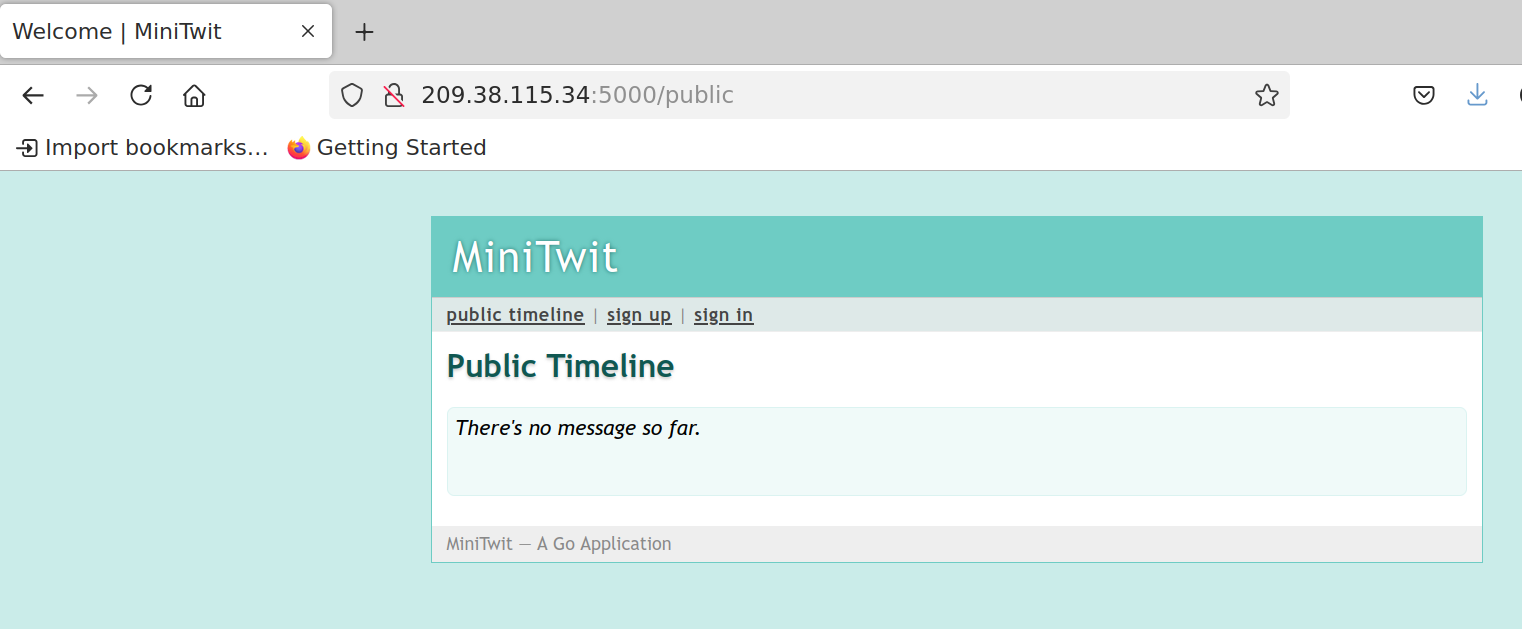 Welcome | MiniTwit
209.38.115.34:5000/public
Import bookmarks... Getting Started
MiniTwit
public timeline | sign up | sign in
Public Timeline
There's no message so far.
MiniTwit — A Go Application